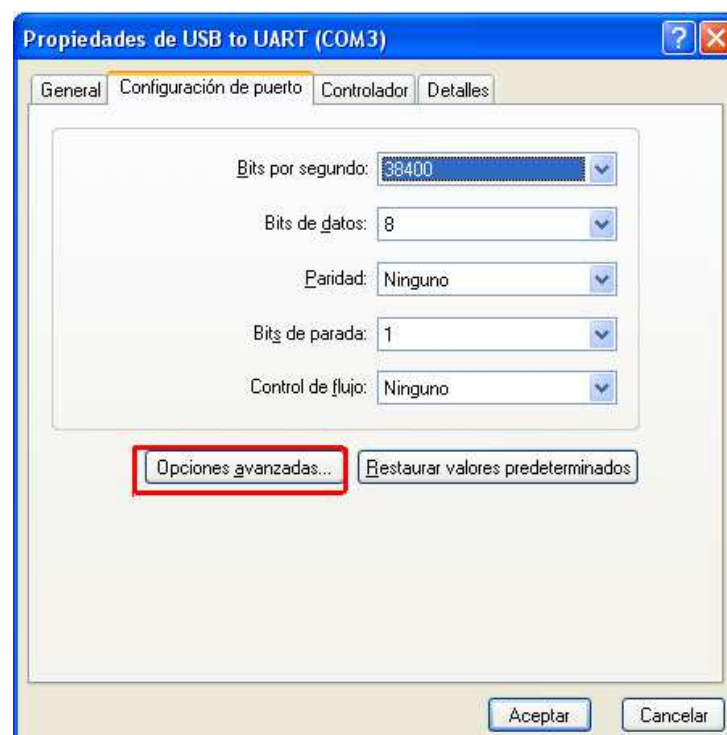 Propiedades de USB to UART (COM3)
General Configuración de puerto Controlador Detalles
Bits por segundo: 38400
Bits de datos: 8
Paridad: Ninguno
Bits de parada: 1
Control de flujo: Ninguno
Opciones avanzadas... Restaurar valores predeterminados
Aceptar Cancelar